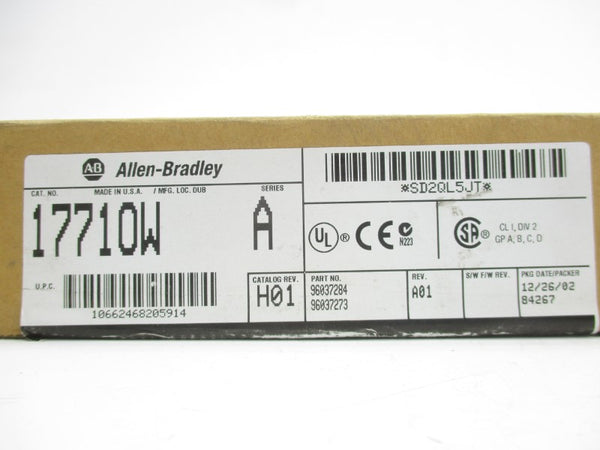 AB Allen-Bradley
CAT. NO. MADE IN U.S.A. / MFG. LOC. DUB SERIES
1771OW A
U.P.C.
10662468205914
CATALOG REV.
H01
PART NO.
96037284
96037273
REV.
A01
S/W F/W REV.
PKG DATE/PACKER
12/26/02
84267
*SD2QL5JT*
UL ® CE N223
SA ® CL I, DIV 2
GP A, B, C, D